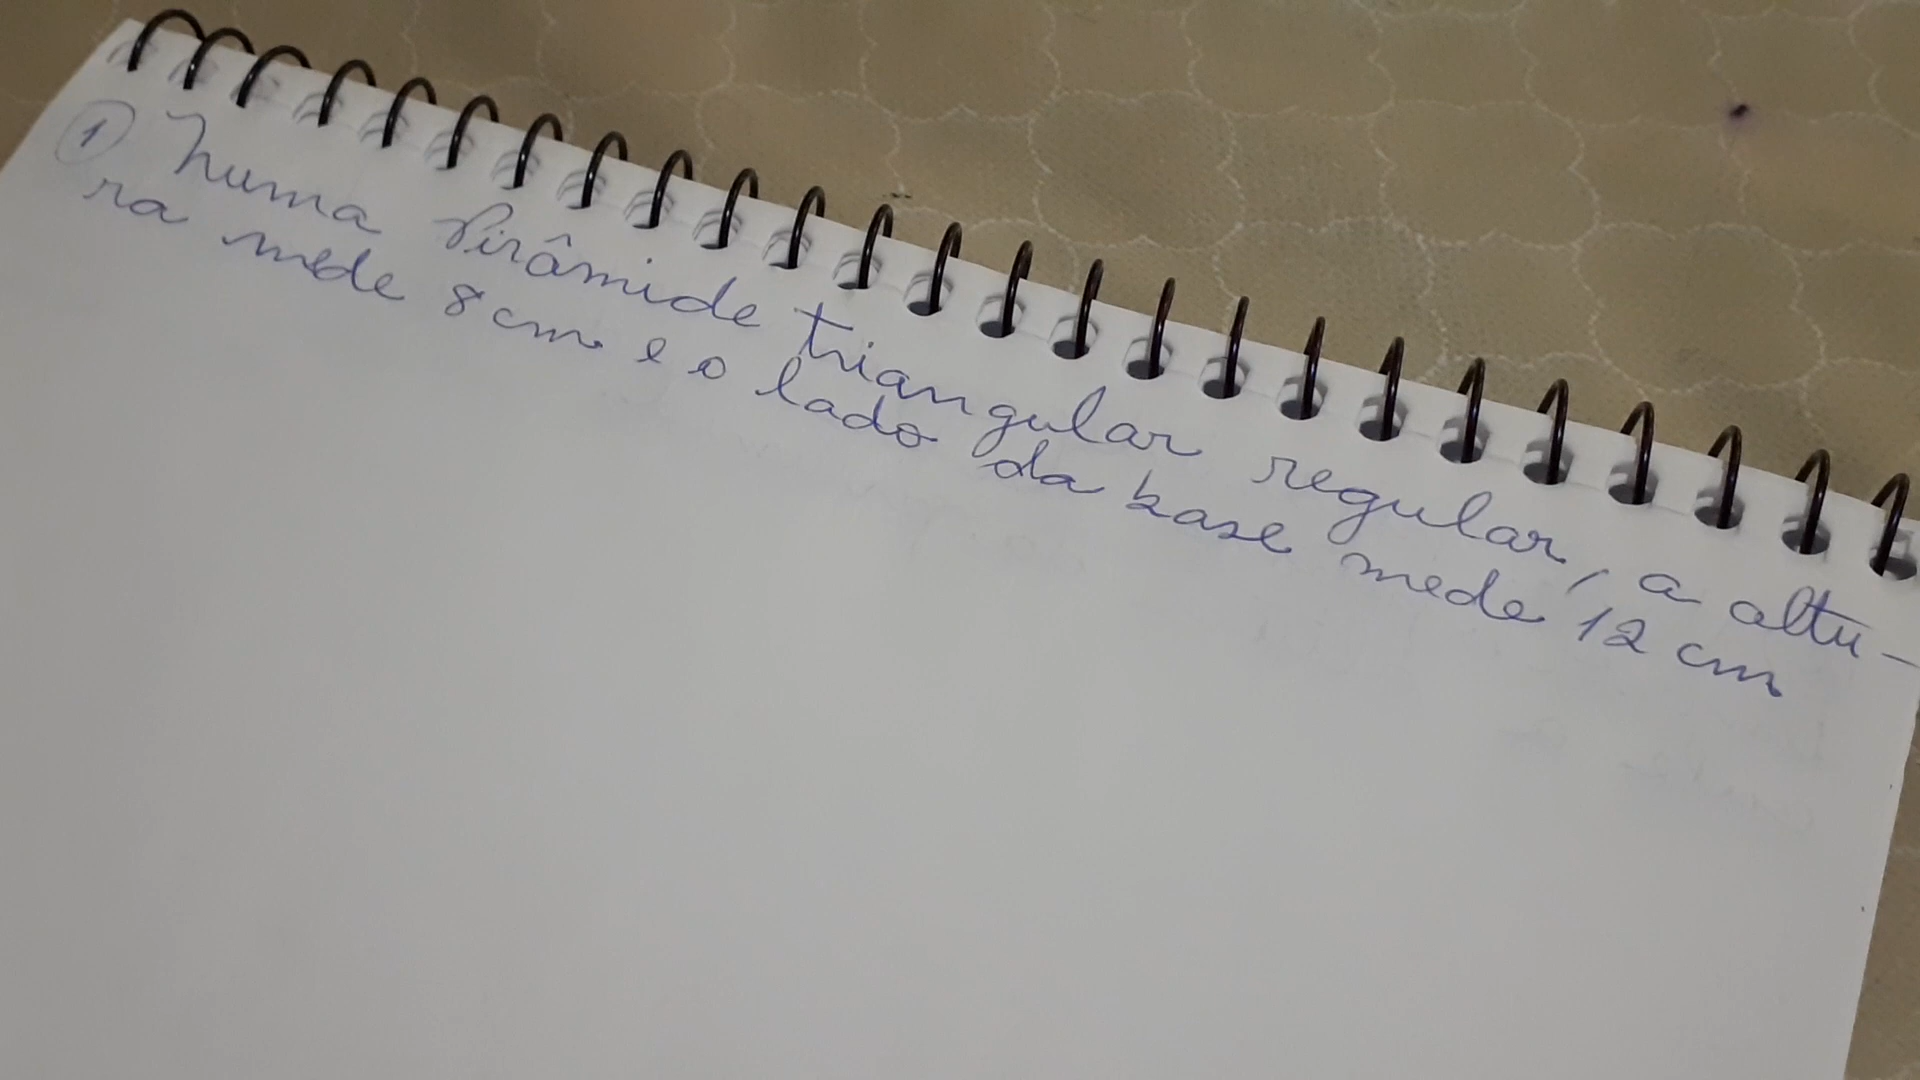 1 Numa Pirâmide triangular regular, a altu-
ra mede 8 cm e o lado da base mede 12 cm